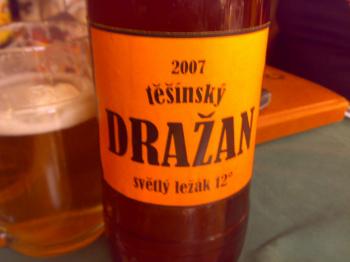 2007
těšínský
DRAŽAN
světlý ležák 12°